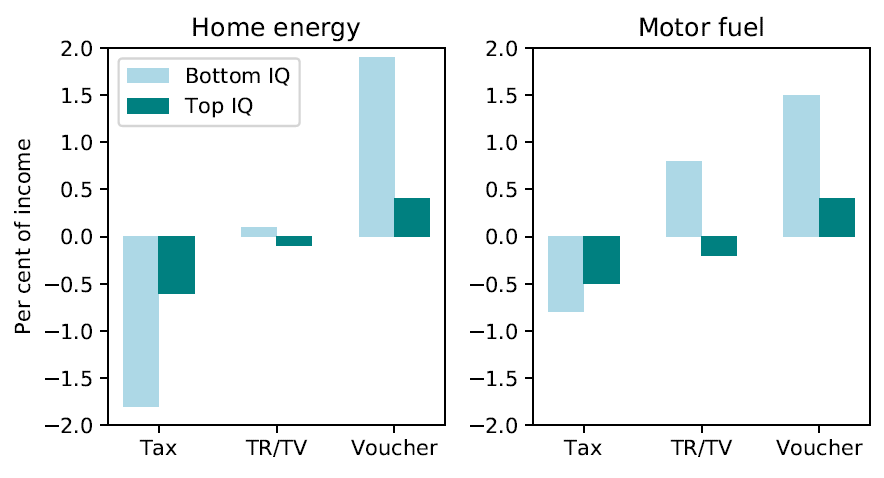 Home energy
Motor fuel
Per cent of income
2.0
1.5
1.0
0.5
0.0
−0.5
−1.0
−1.5
−2.0
Bottom IQ
Top IQ
Tax
TR/TV
Voucher
2.0
1.5
1.0
0.5
0.0
−0.5
−1.0
−1.5
−2.0
Tax
TR/TV
Voucher